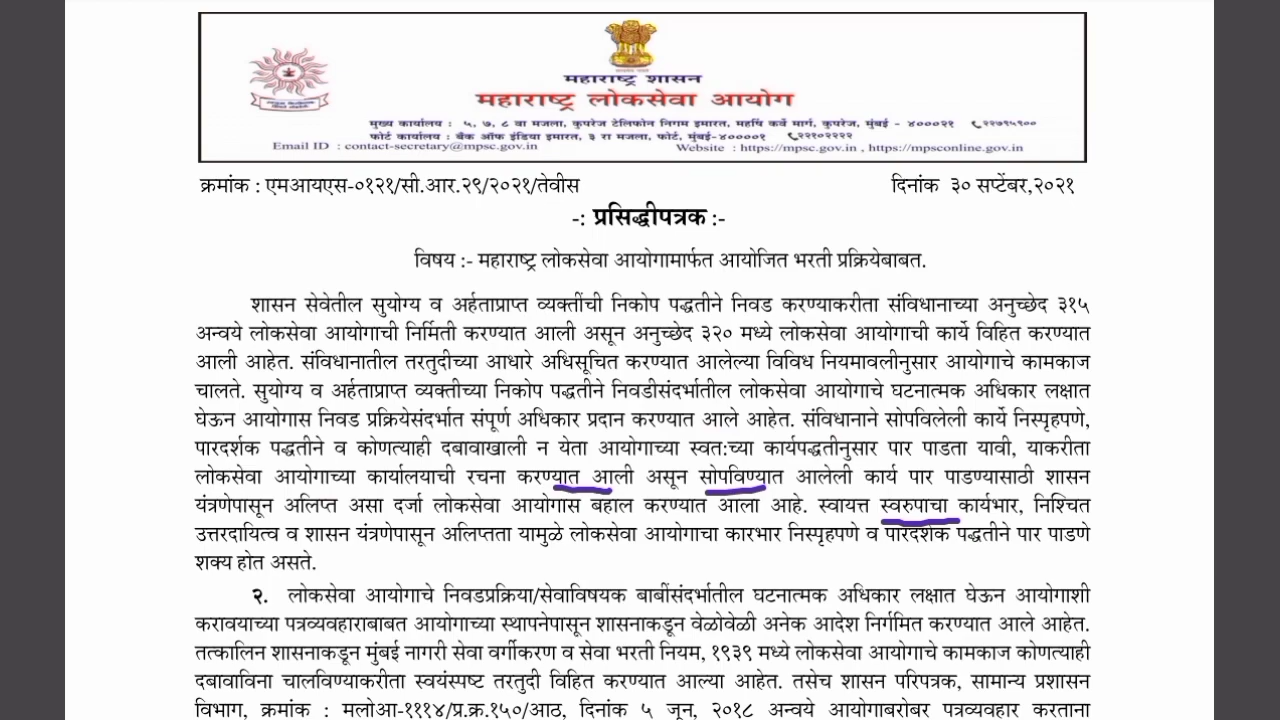 महाराष्ट्र शासन
महाराष्ट्र लोकसेवा आयोग
मुख्य कार्यालय : ५, ७, ८ वा मजला, कुपरेज टेलिफोन निगम इमारत, महर्षि कर्वे मार्ग, कुपरेज, मुंबई - ४०००२१ ✆२२७९५९००
फोर्ट कार्यालय : बँक ऑफ इंडिया इमारत, ३ रा मजला, फोर्ट, मुंबई-४००००१ ✆२२१०२२२२
Email ID : contact-secretary@mpsc.gov.in Website : https://mpsc.gov.in , https://mpsconline.gov.in
क्रमांक : एमआयएस-०१२१/सी.आर.२९/२०२१/तेवीस दिनांक ३० सप्टेंबर,२०२१
-: प्रसिद्धीपत्रक :-
विषय :- महाराष्ट्र लोकसेवा आयोगामार्फत आयोजित भरती प्रक्रियेबाबत.
शासन सेवेतील सुयोग्य व अर्हताप्राप्त व्यक्तींची निकोप पद्धतीने निवड करण्याकरीता संविधानाच्या अनुच्छेद ३१५
अन्वये लोकसेवा आयोगाची निर्मिती करण्यात आली असून अनुच्छेद ३२० मध्ये लोकसेवा आयोगाची कार्ये विहित करण्यात
आली आहेत. संविधानातील तरतुदीच्या आधारे अधिसूचित करण्यात आलेल्या विविध नियमावलीनुसार आयोगाचे कामकाज
चालते. सुयोग्य व अर्हताप्राप्त व्यक्तीच्या निकोप पद्धतीने निवडीसंदर्भातील लोकसेवा आयोगाचे घटनात्मक अधिकार लक्षात
घेऊन आयोगास निवड प्रक्रियेसंदर्भात संपूर्ण अधिकार प्रदान करण्यात आले आहेत. संविधानाने सोपविलेली कार्ये निस्पृहपणे,
पारदर्शक पद्धतीने व कोणत्याही दबावाखाली न येता आयोगाच्या स्वत:च्या कार्यपद्धतीनुसार पार पाडता यावी, याकरीता
लोकसेवा आयोगाच्या कार्यालयाची रचना करण्यात आली असून सोपविण्यात आलेली कार्य पार पाडण्यासाठी शासन
यंत्रणेपासून अलिप्त असा दर्जा लोकसेवा आयोगास बहाल करण्यात आला आहे. स्वायत्त स्वरुपाचा कार्यभार, निश्चित
उत्तरदायित्व व शासन यंत्रणेपासून अलिप्तता यामुळे लोकसेवा आयोगाचा कारभार निस्पृहपणे व पारदर्शक पद्धतीने पार पाडणे
शक्य होत असते.
२. लोकसेवा आयोगाचे निवडप्रक्रिया/सेवाविषयक बाबींसंदर्भातील घटनात्मक अधिकार लक्षात घेऊन आयोगाशी
करावयाच्या पत्रव्यवहाराबाबत आयोगाच्या स्थापनेपासून शासनाकडून वेळोवेळी अनेक आदेश निर्गमित करण्यात आले आहेत.
तत्कालिन शासनाकडून मुंबई नागरी सेवा वर्गीकरण व सेवा भरती नियम, १९३९ मध्ये लोकसेवा आयोगाचे कामकाज कोणत्याही
दबावाविना चालविण्याकरीता स्वयंस्पष्ट तरतुदी विहित करण्यात आल्या आहेत. तसेच शासन परिपत्रक, सामान्य प्रशासन
विभाग, क्रमांक : मलोआ-१११४/प्र.क्र.१५०/आठ, दिनांक ५ जून, २०१८ अन्वये आयोगाबरोबर पत्रव्यवहार करताना